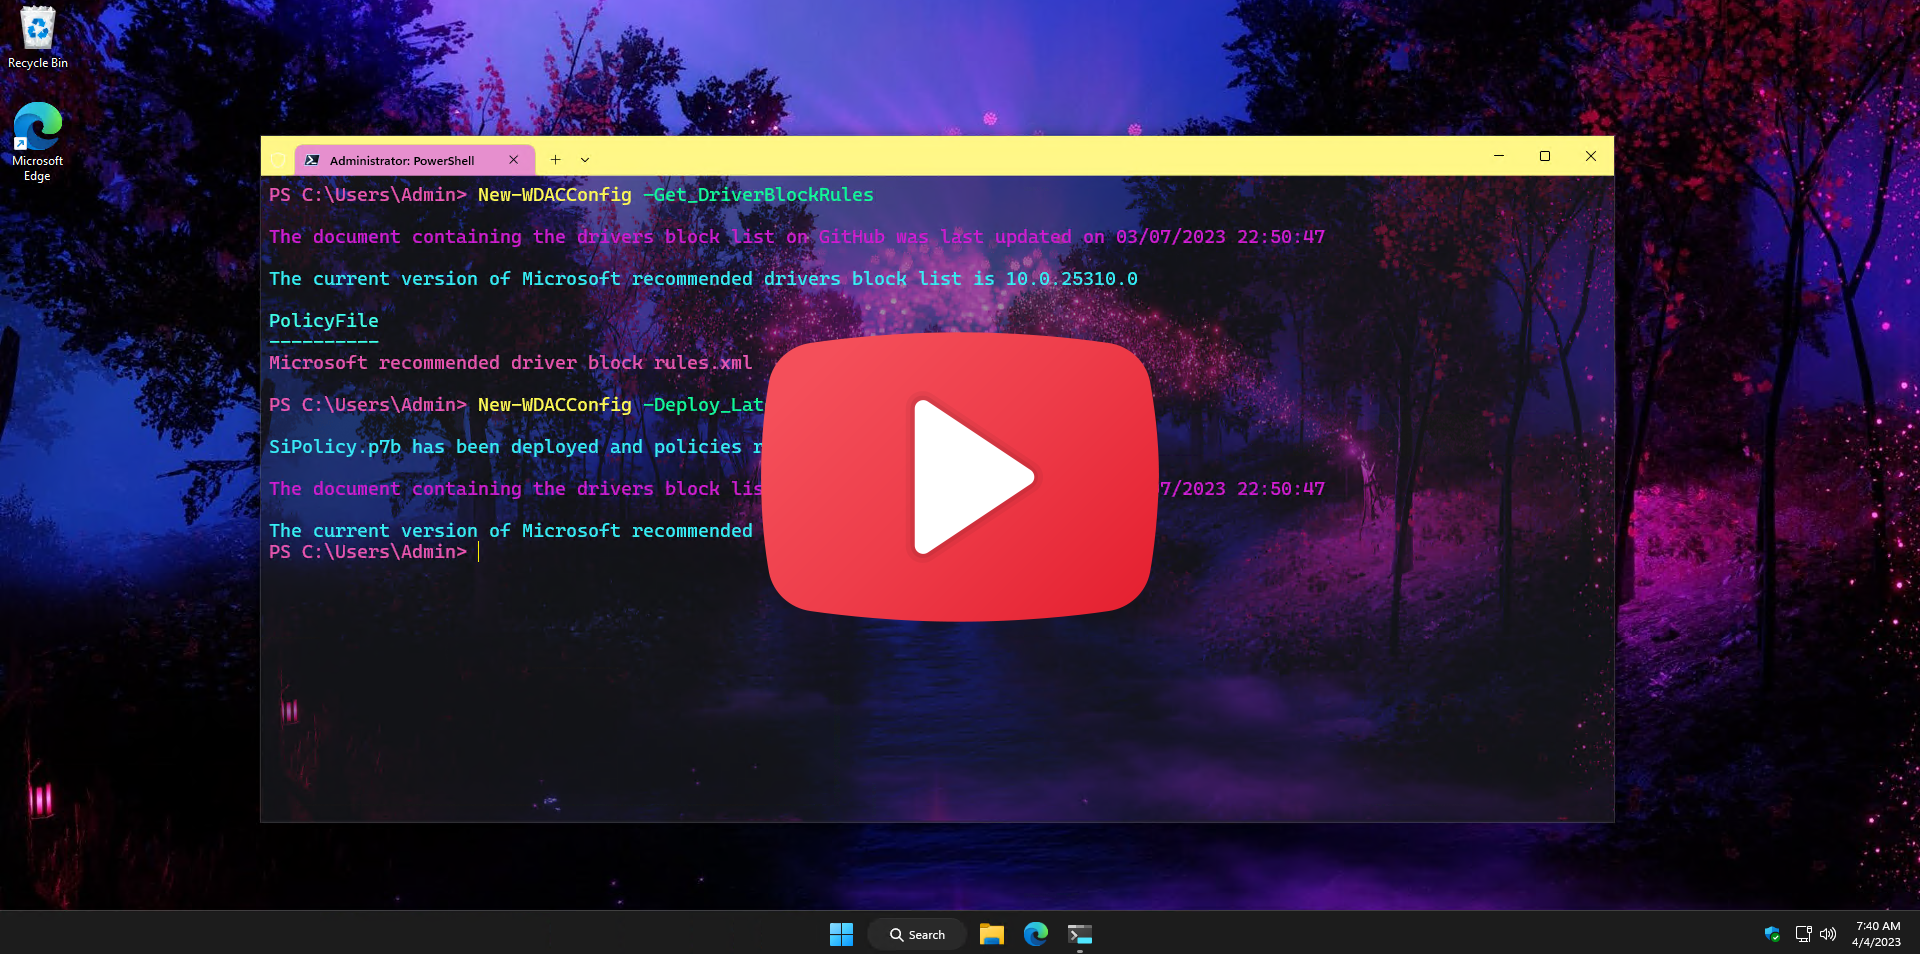 Recycle Bin
Microsoft
Edge
Administrator: PowerShell
PS C:\Users\Admin> New-WDACConfig -Get_DriverBlockRules
The document containing the drivers block list on GitHub was last updated on 03/07/2023 22:50:47
The current version of Microsoft recommended drivers block list is 10.0.25310.0
PolicyFile
----------
Microsoft recommended driver block rules.xml
PS C:\Users\Admin> New-WDACConfig -Deploy_Lat
SiPolicy.p7b has been deployed and policies r
The document containing the drivers block lis 7/2023 22:50:47
The current version of Microsoft recommended
PS C:\Users\Admin>
Search
7:40 AM
4/4/2023